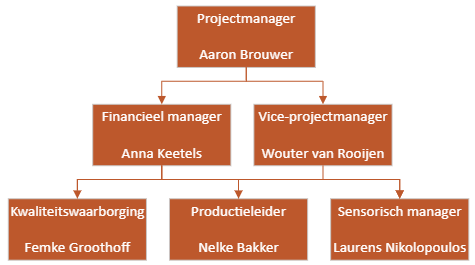 Projectmanager
Aaron Brouwer
Financieel manager
Anna Keetels
Vice-projectmanager
Wouter van Rooijen
Kwaliteitswaarborging
Femke Groothoff
Productieleider
Nelke Bakker
Sensorisch manager
Laurens Nikolopoulos